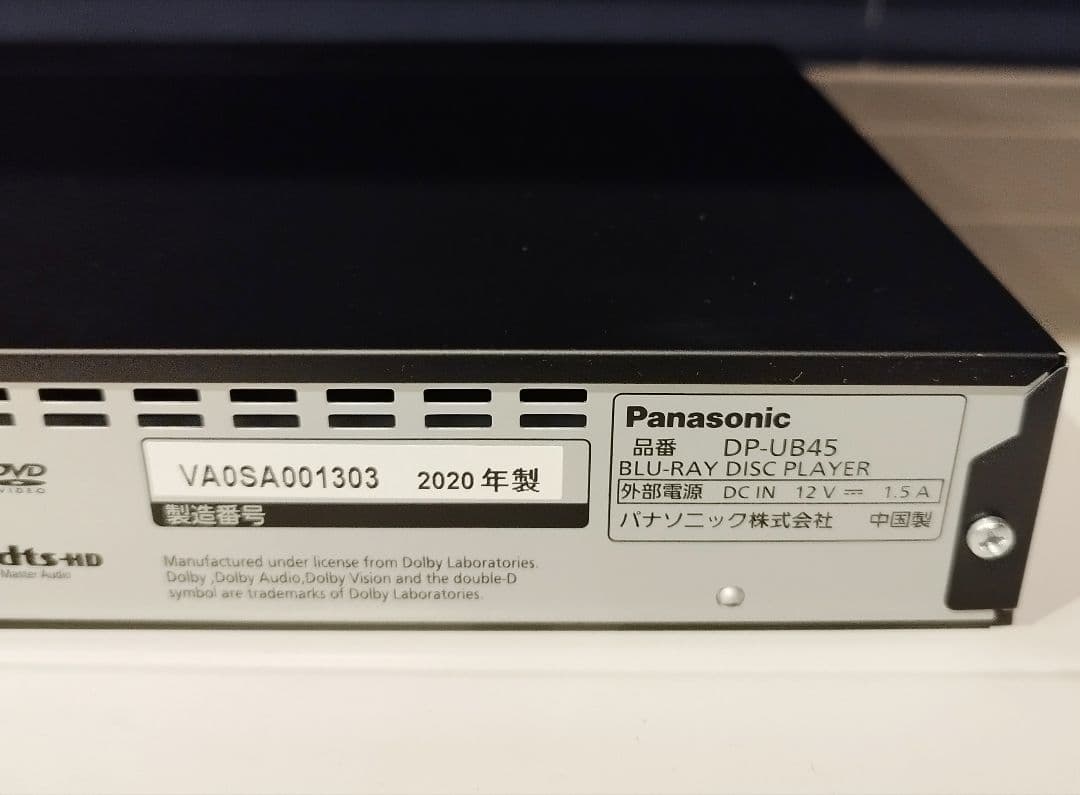 Panasonic
品番 DP-UB45
BLU-RAY DISC PLAYER
外部電源 DC IN 12 V ⎓ 1.5 A
パナソニック株式会社 中国製
VA0SA001303 2020年製
製造番号
DVD
VIDEO
dts-HD
Master Audio
Manufactured under license from Dolby Laboratories.
Dolby ,Dolby Audio,Dolby Vision and the double-D
symbol are trademarks of Dolby Laboratories.